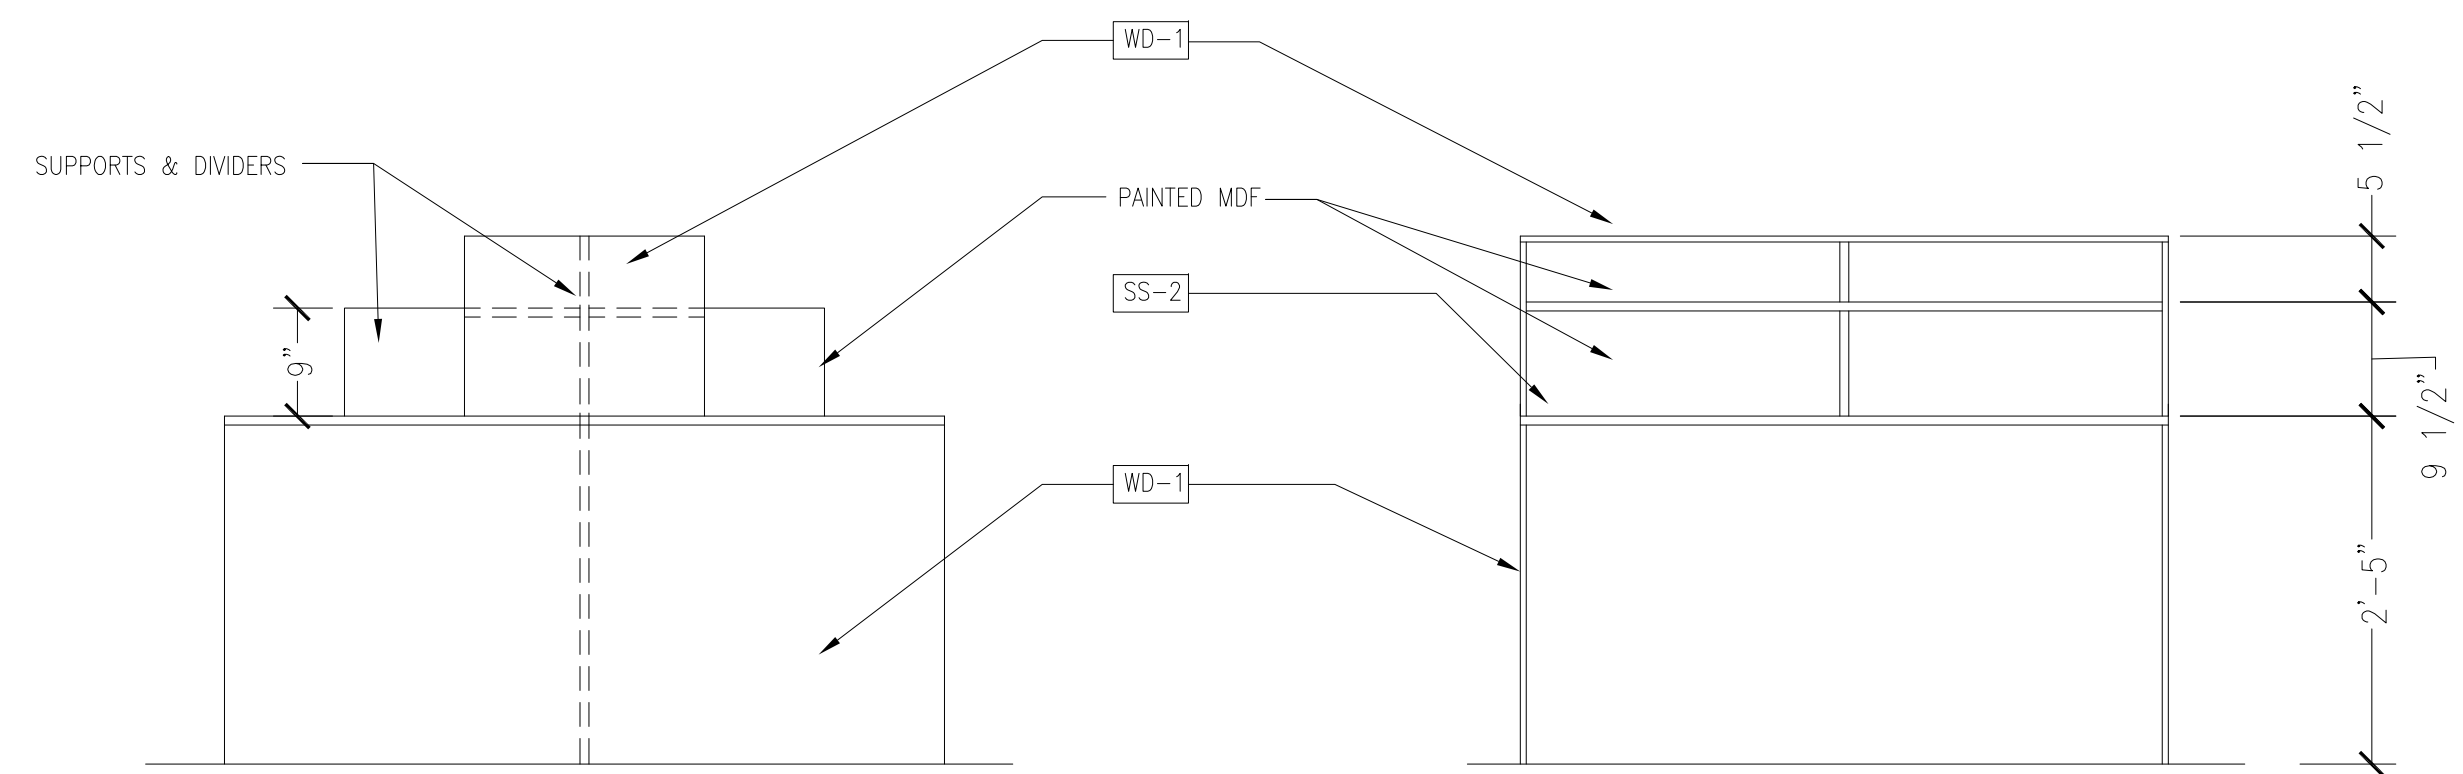 WD-1
5 1/2"
SUPPORTS & DIVIDERS
PAINTED MDF
SS-2
9"
9 1/2"
WD-1
2'-5"